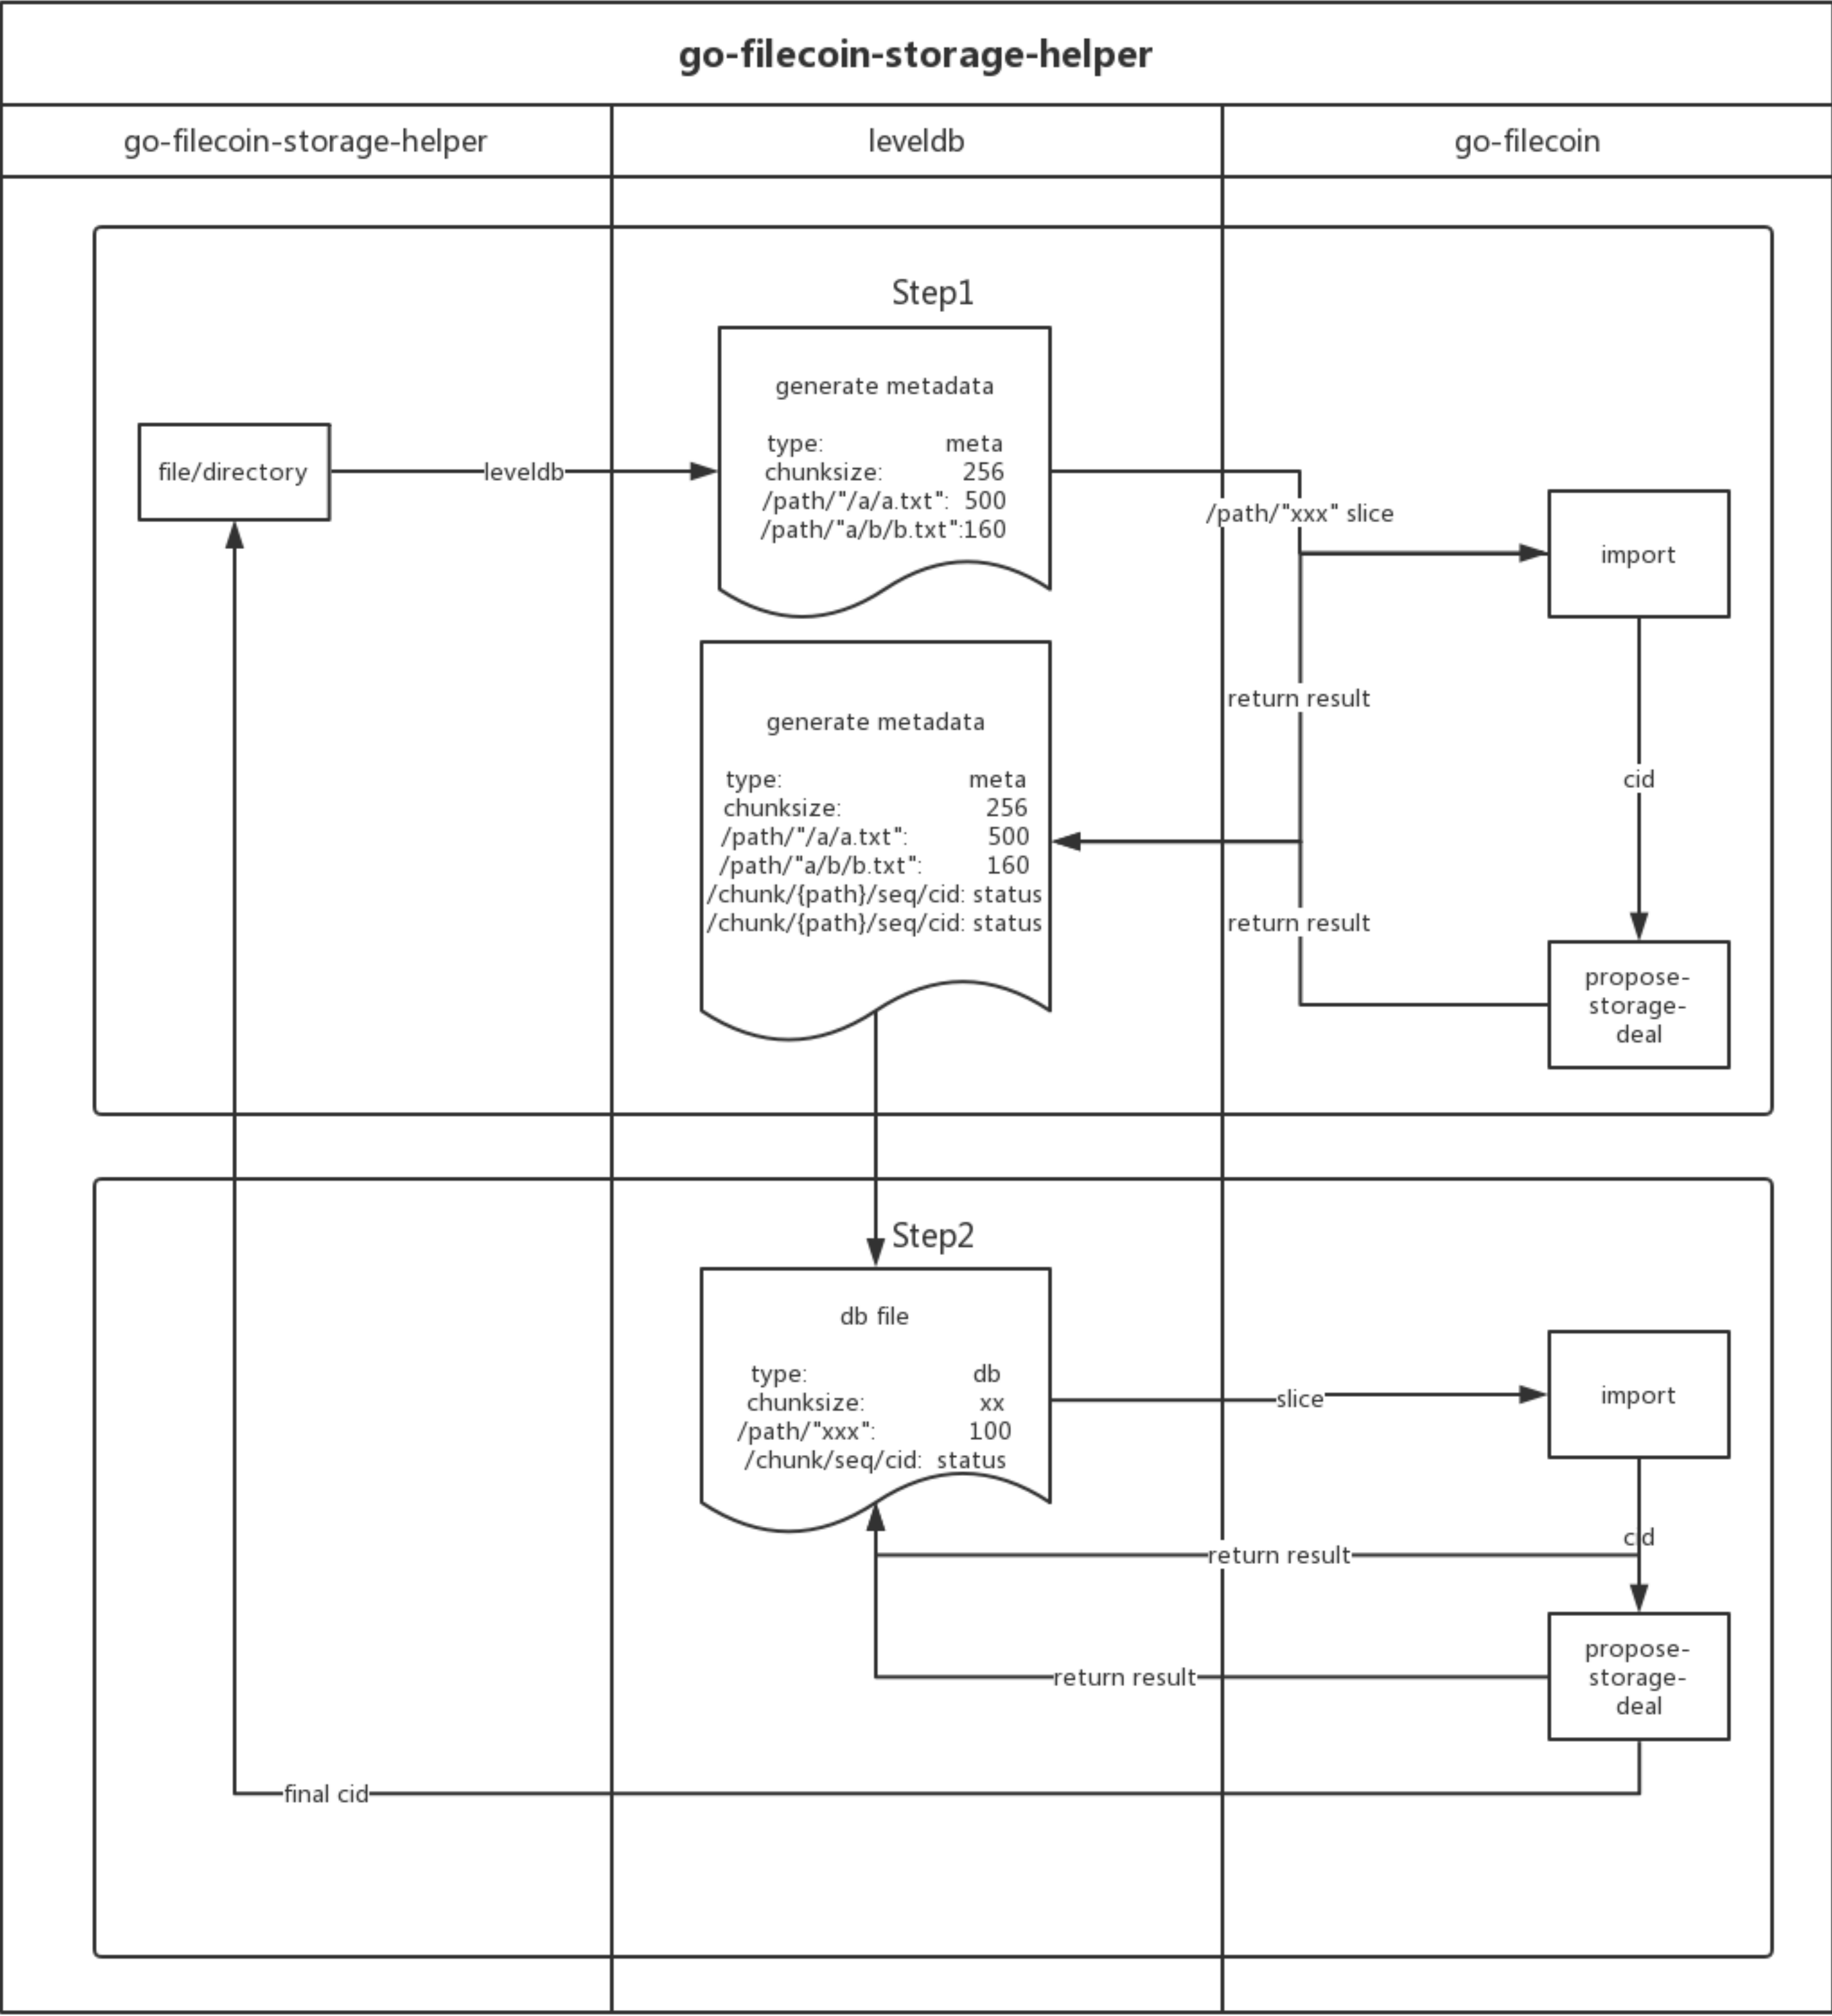 go-filecoin-storage-helper
go-filecoin-storage-helper
leveldb
go-filecoin
Step1
generate metadata
type: meta
chunksize: 256
/path/"/a/a.txt": 500
/path/"a/b/b.txt":160
file/directory
leveldb
/path/"xxx" slice
import
return result
cid
generate metadata
type: meta
chunksize: 256
/path/"/a/a.txt": 500
/path/"a/b/b.txt": 160
/chunk/{path}/seq/cid: status
/chunk/{path}/seq/cid: status
return result
propose-
storage-
deal
Step2
db file
type: db
chunksize: xx
/path/"xxx": 100
/chunk/seq/cid: status
slice
import
cid
return result
propose-
storage-
deal
return result
final cid